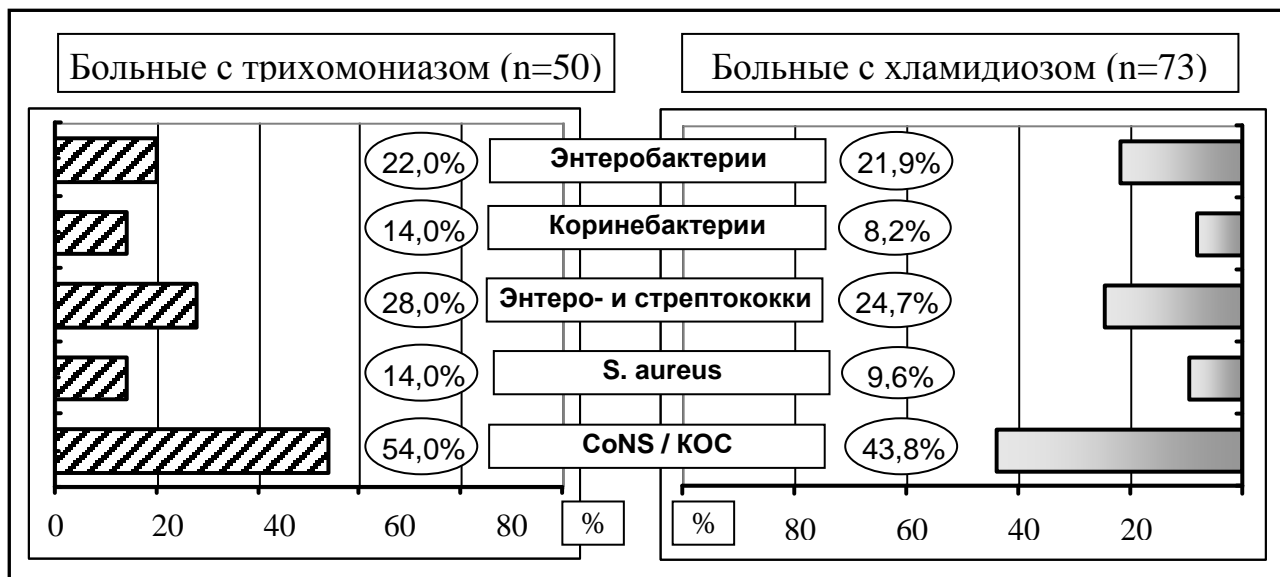 Больные с трихомониазом (n=50)
Больные с хламидиозом (n=73)
22,0%
Энтеробактерии
21,9%
14,0%
Коринебактерии
8,2%
28,0%
Энтеро- и стрептококки
24,7%
14,0%
S. aureus
9,6%
54,0%
CoNS / КОС
43,8%
0 20 40 60 80 %
% 80 60 40 20